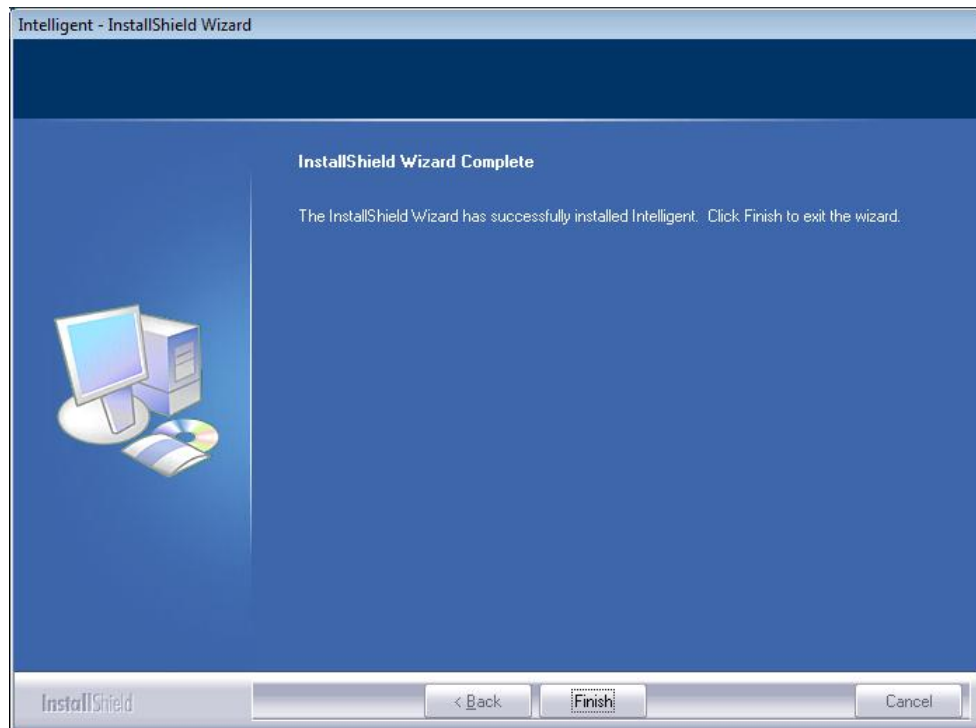 Intelligent - InstallShield Wizard
InstallShield Wizard Complete
The InstallShield Wizard has successfully installed Intelligent. Click Finish to exit the wizard.
InstallShield
< Back
Finish
Cancel